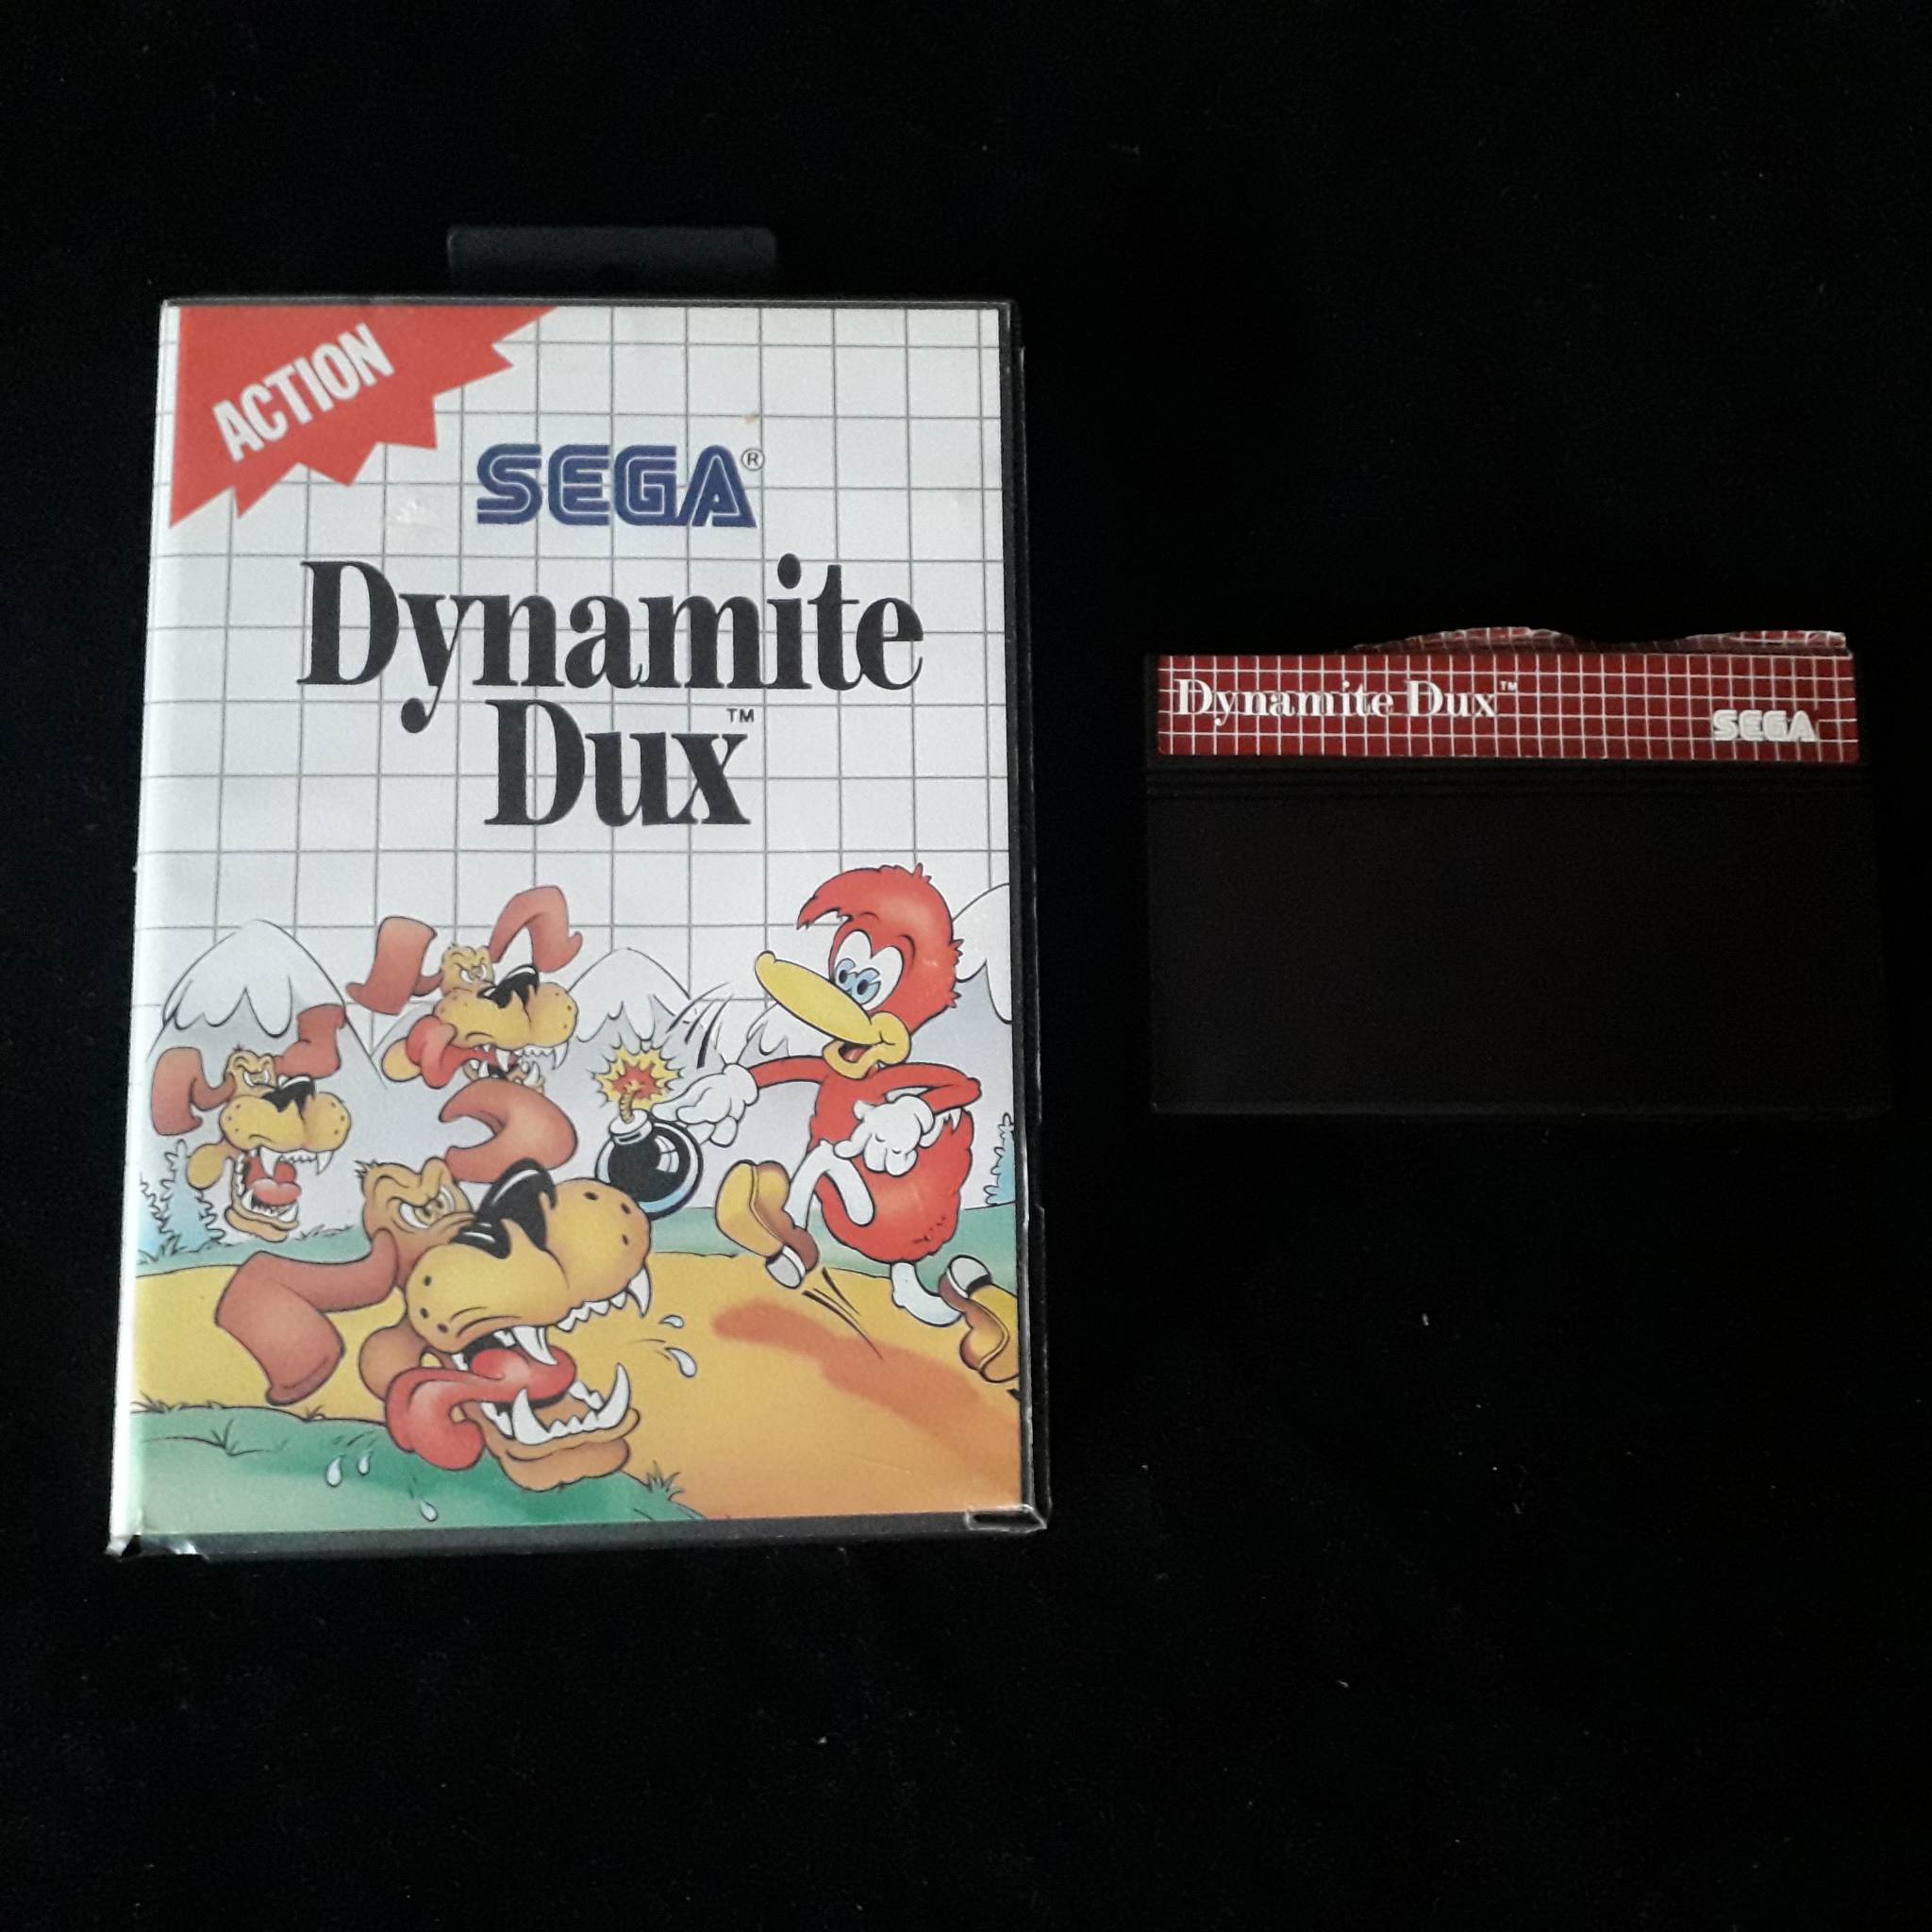 ACTION
SEGA®
Dynamite
Dux™
Dynamite Dux™
SEGA